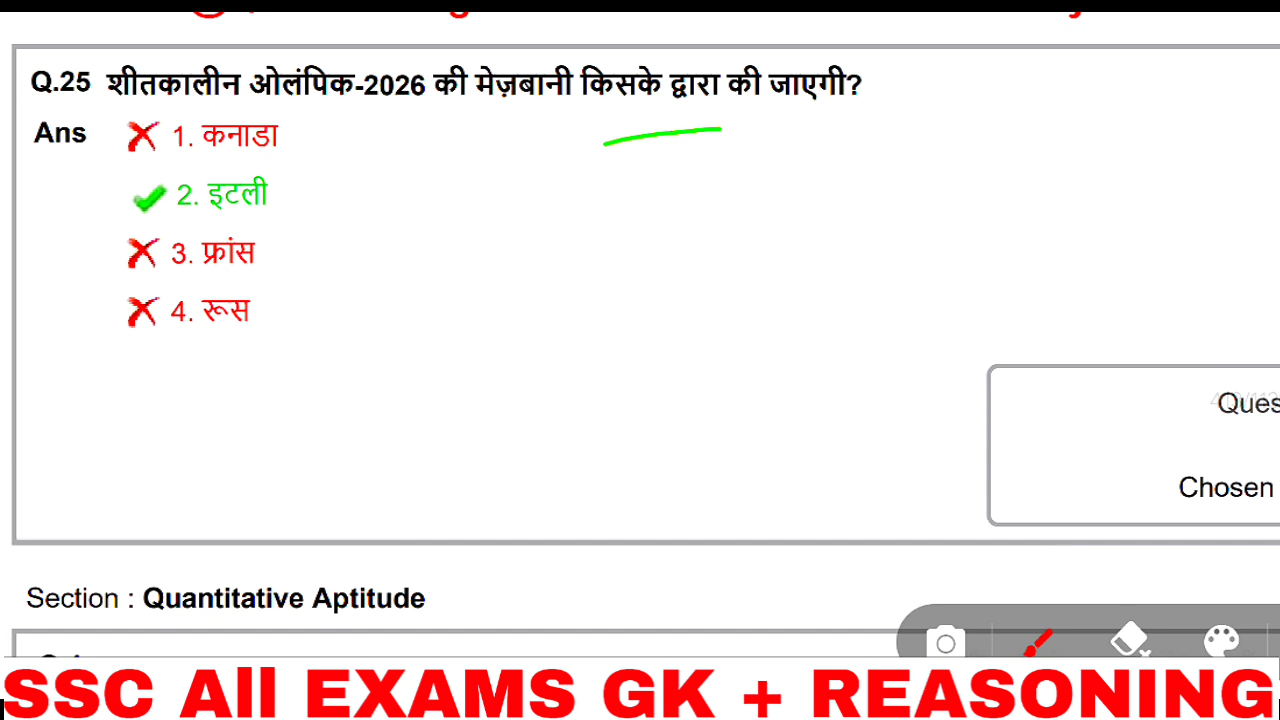 Q.25 शीतकालीन ओलंपिक-2026 की मेज़बानी किसके द्वारा की जाएगी?
Ans 1. कनाडा
2. इटली
3. फ्रांस
4. रूस
Ques
Chosen
Section : Quantitative Aptitude
SSC All EXAMS GK + REASONING